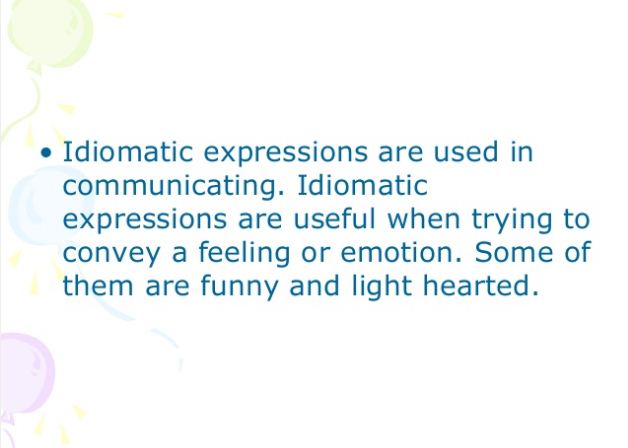 • Idiomatic expressions are used in
communicating. Idiomatic
expressions are useful when trying to
convey a feeling or emotion. Some of
them are funny and light hearted.